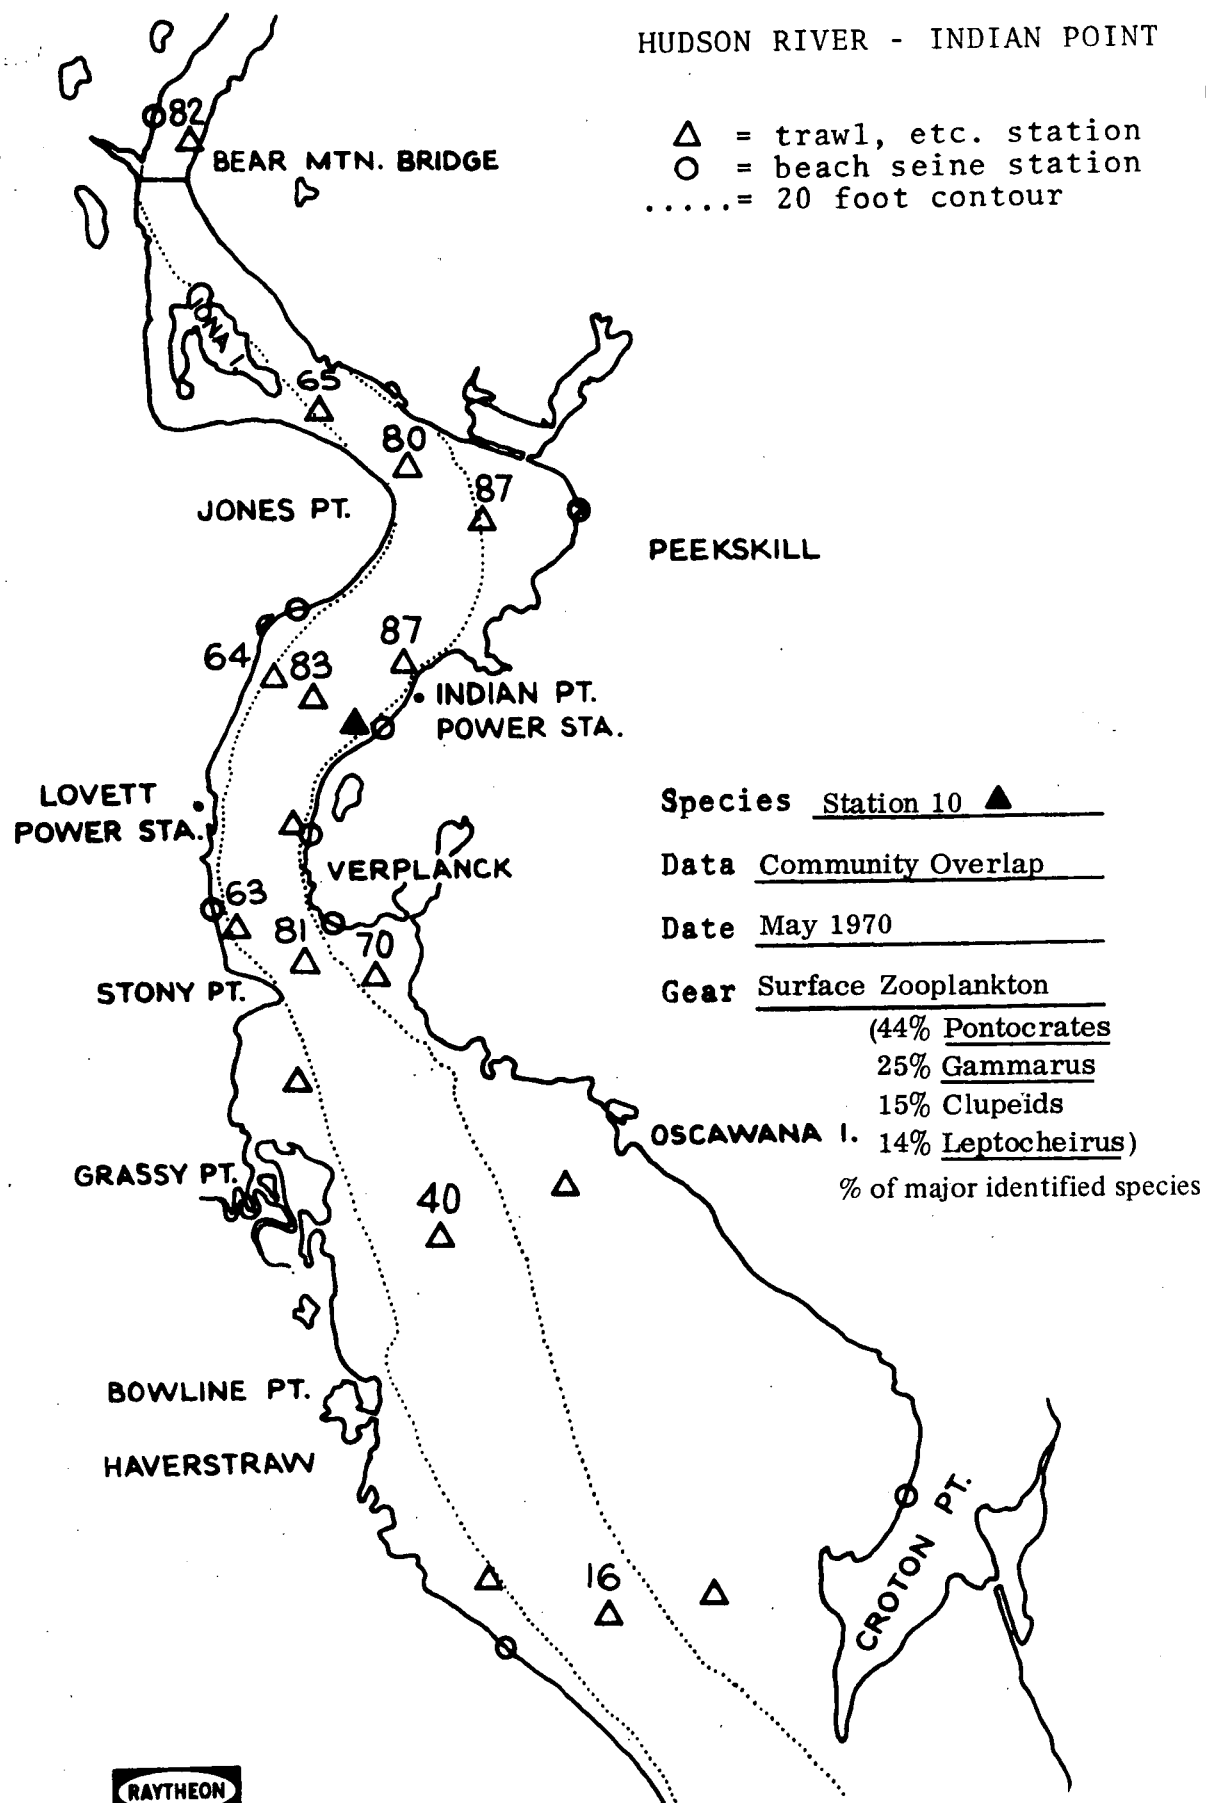 HUDSON RIVER - INDIAN POINT
△ = trawl, etc. station
○ = beach seine station
.....= 20 foot contour
82
BEAR MTN. BRIDGE
IONA I.
65
80
87
JONES PT.
PEEKSKILL
87
64
83
INDIAN PT.
POWER STA.
LOVETT
POWER STA.
Species Station 10 ▲
VERPLANCK
Data Community Overlap
63
81
70
Date May 1970
STONY PT.
Gear Surface Zooplankton
(44% Pontocrates
25% Gammarus
15% Clupeids
OSCAWANA I.
14% Leptocheirus)
GRASSY PT.
% of major identified species
40
BOWLINE PT.
HAVERSTRAW
CROTON PT.
16
RAYTHEON